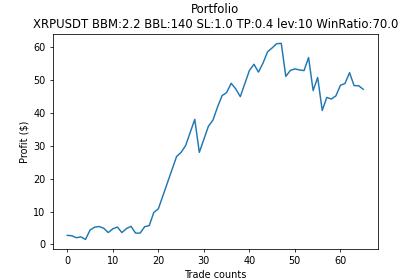 Portfolio
XRPUSDT BBM:2.2 BBL:140 SL:1.0 TP:0.4 lev:10 WinRatio:70.0
60
50
40
30
20
10
0
Profit ($)
0 10 20 30 40 50 60
Trade counts